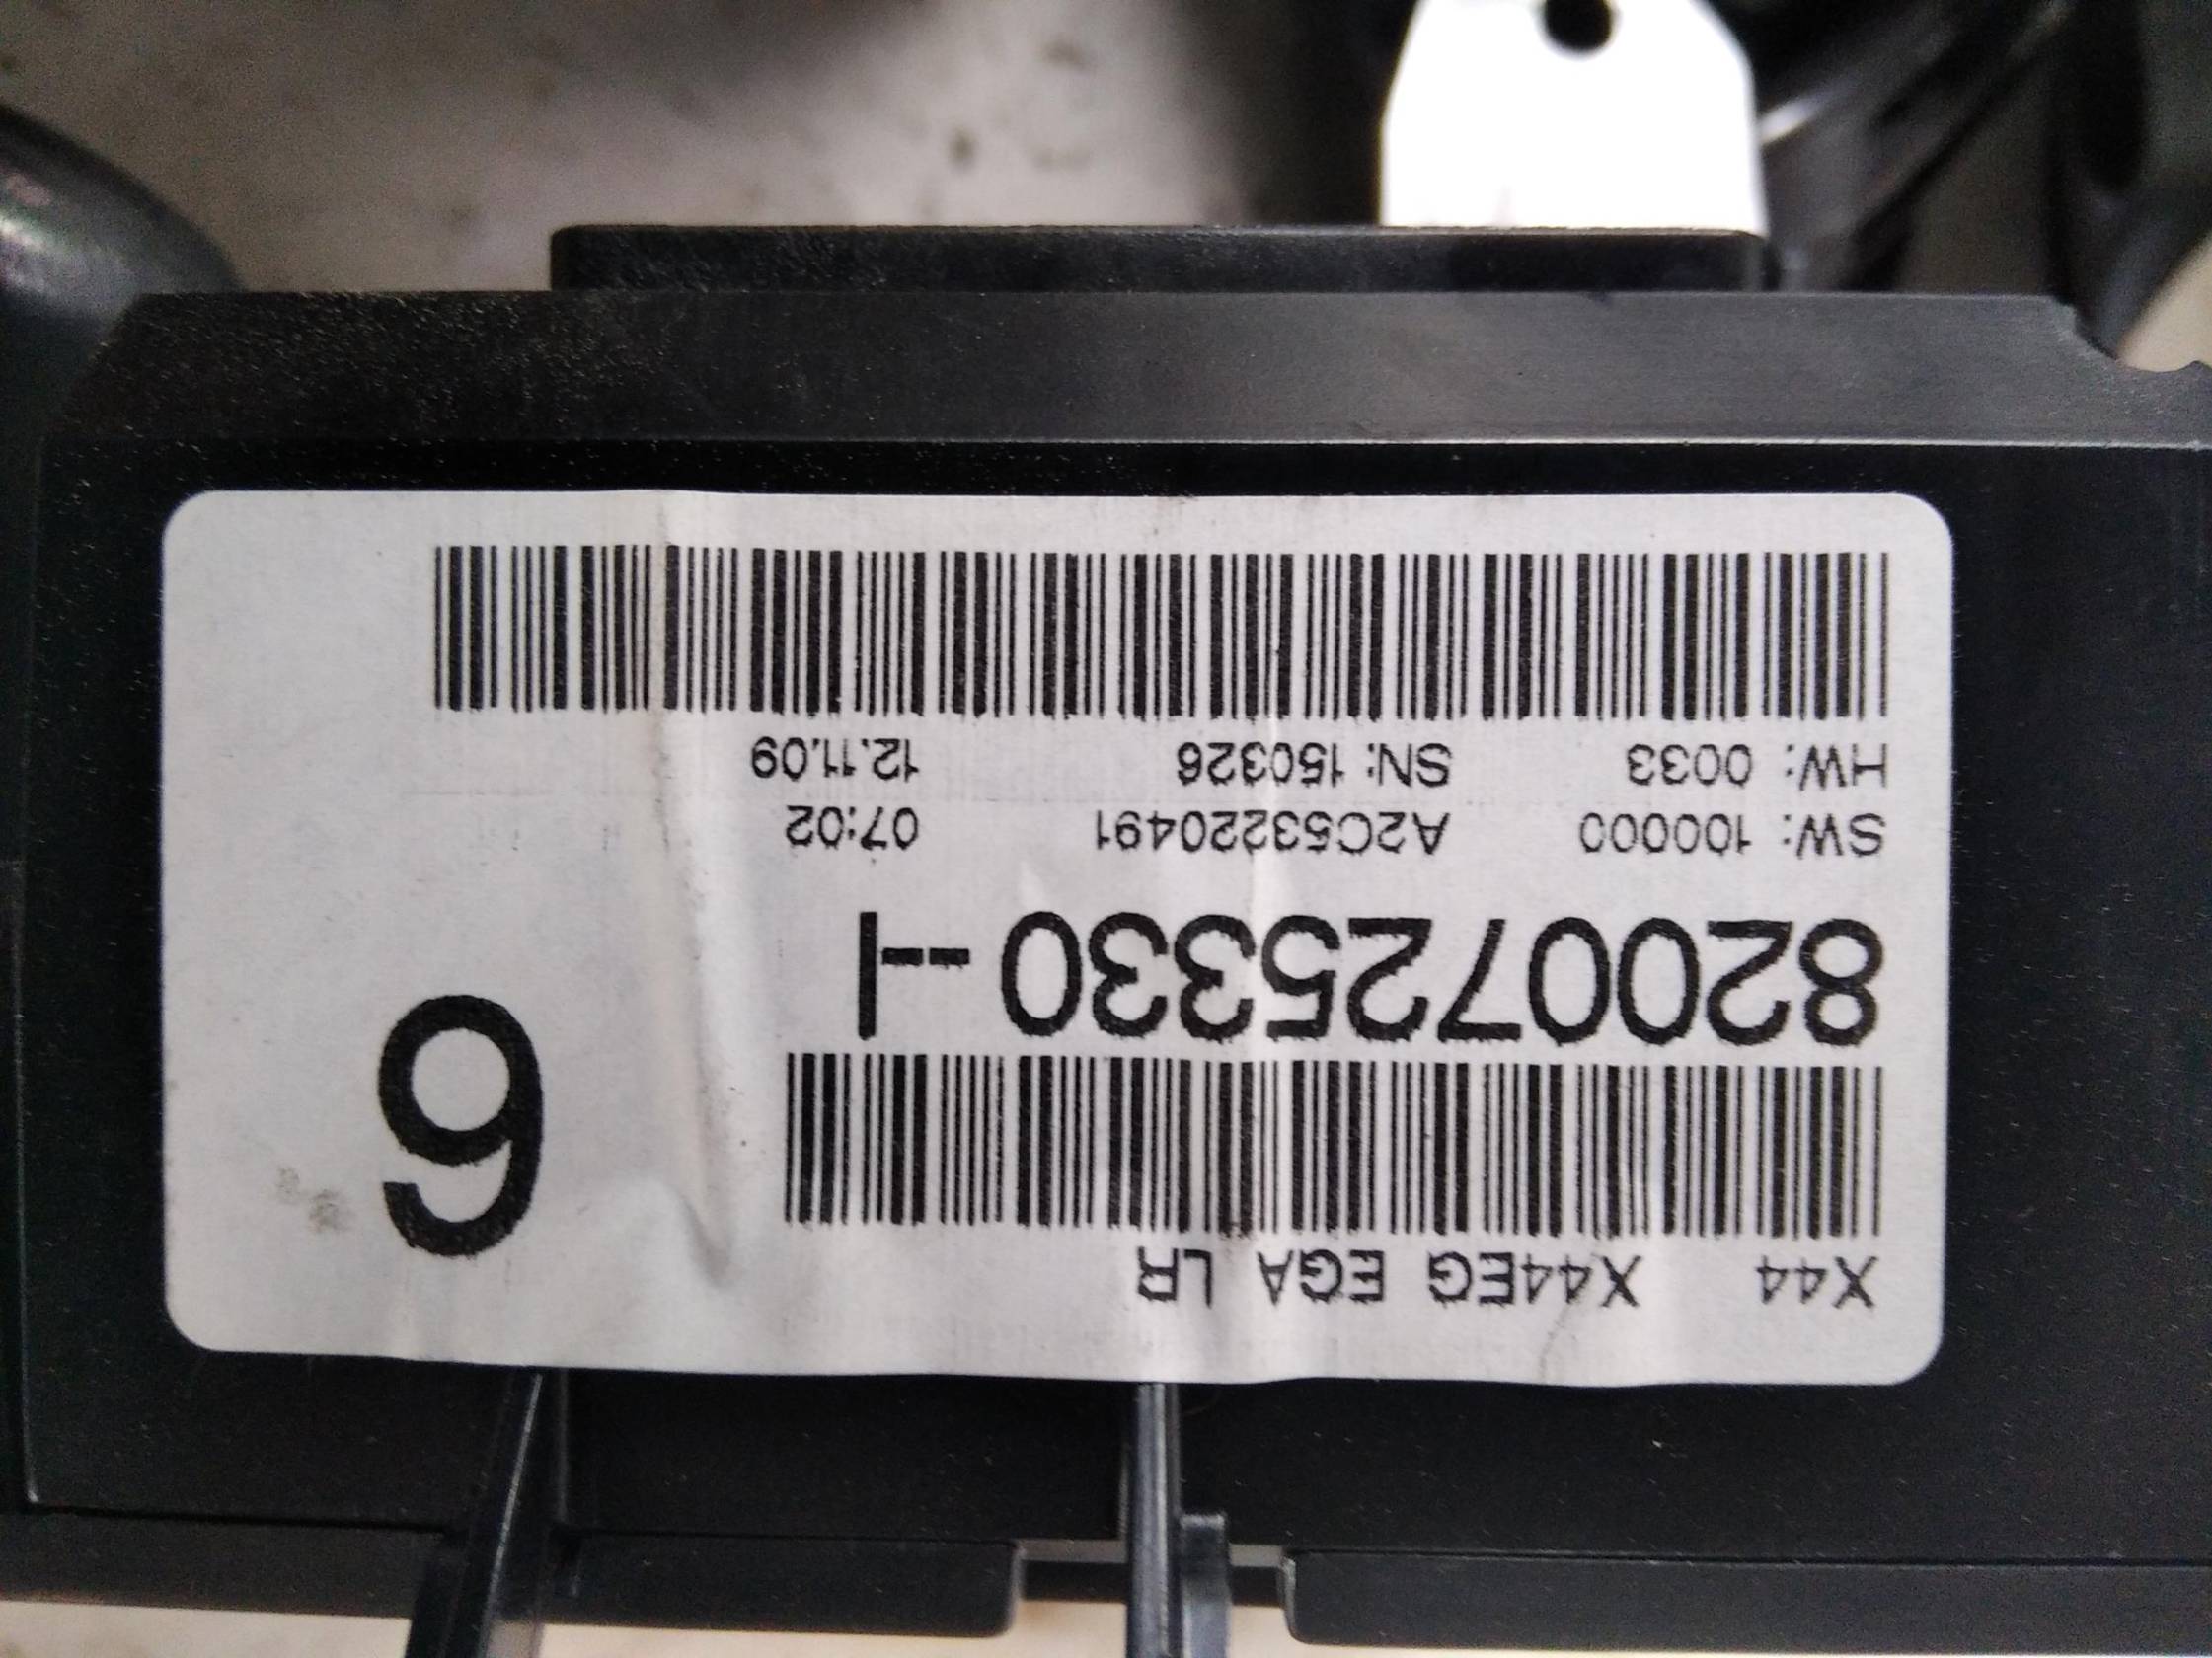 X44 X44EG EGA LR
8200725330 --I
6
SW: 100000 A2C53220491 07:02
HW: 0033 SN: 150326 12.11.09